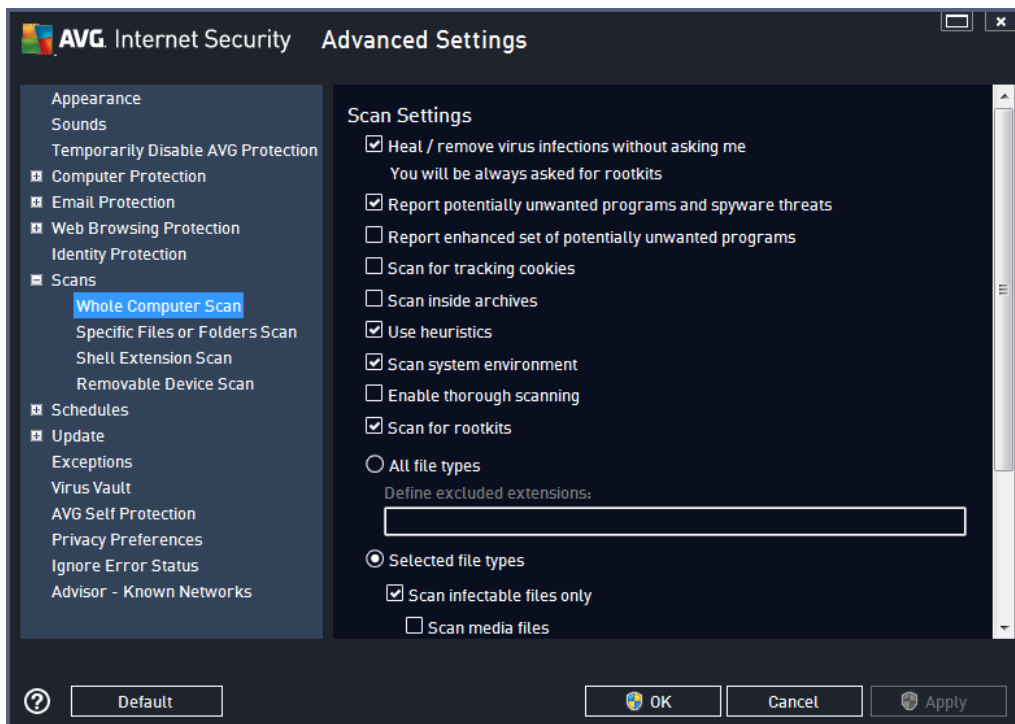 AVG. Internet Security Advanced Settings
Appearance
Sounds
Temporarily Disable AVG Protection
Computer Protection
Email Protection
Web Browsing Protection
Identity Protection
Scans
Whole Computer Scan
Specific Files or Folders Scan
Shell Extension Scan
Removable Device Scan
Schedules
Update
Exceptions
Virus Vault
AVG Self Protection
Privacy Preferences
Ignore Error Status
Advisor - Known Networks
Scan Settings
Heal / remove virus infections without asking me
You will be always asked for rootkits
Report potentially unwanted programs and spyware threats
Report enhanced set of potentially unwanted programs
Scan for tracking cookies
Scan inside archives
Use heuristics
Scan system environment
Enable thorough scanning
Scan for rootkits
All file types
Define excluded extensions:
Selected file types
Scan infectable files only
Scan media files
? Default OK Cancel Apply